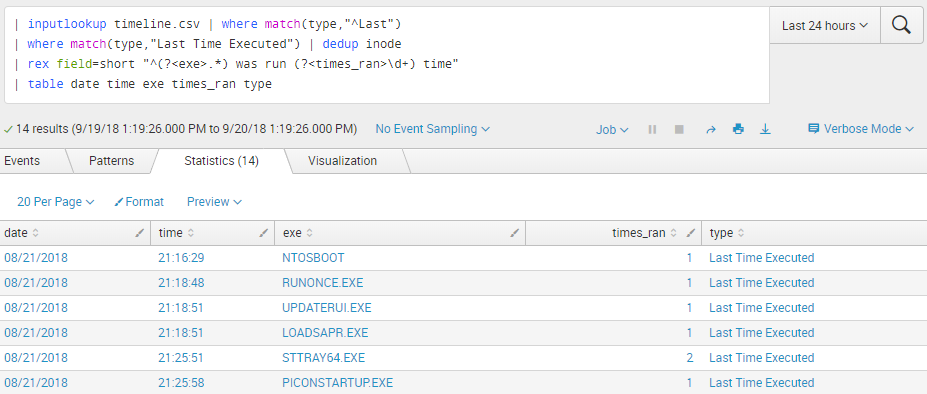 | inputlookup timeline.csv | where match(type,"^Last")
| where match(type,"Last Time Executed") | dedup inode
| rex field=short "^(?<exe>.*) was run (?<times_ran>\d+) time"
| table date time exe times_ran type
Last 24 hours
14 results (9/19/18 1:19:26.000 PM to 9/20/18 1:19:26.000 PM) No Event Sampling Job Verbose Mode
Events Patterns Statistics (14) Visualization
20 Per Page Format Preview
date time exe times_ran type
08/21/2018 21:16:29 NTOSBOOT 1 Last Time Executed
08/21/2018 21:18:48 RUNONCE.EXE 1 Last Time Executed
08/21/2018 21:18:51 UPDATERUI.EXE 1 Last Time Executed
08/21/2018 21:18:51 LOADSAPR.EXE 1 Last Time Executed
08/21/2018 21:25:51 STTRAY64.EXE 2 Last Time Executed
08/21/2018 21:25:58 PICONSTARTUP.EXE 1 Last Time Executed